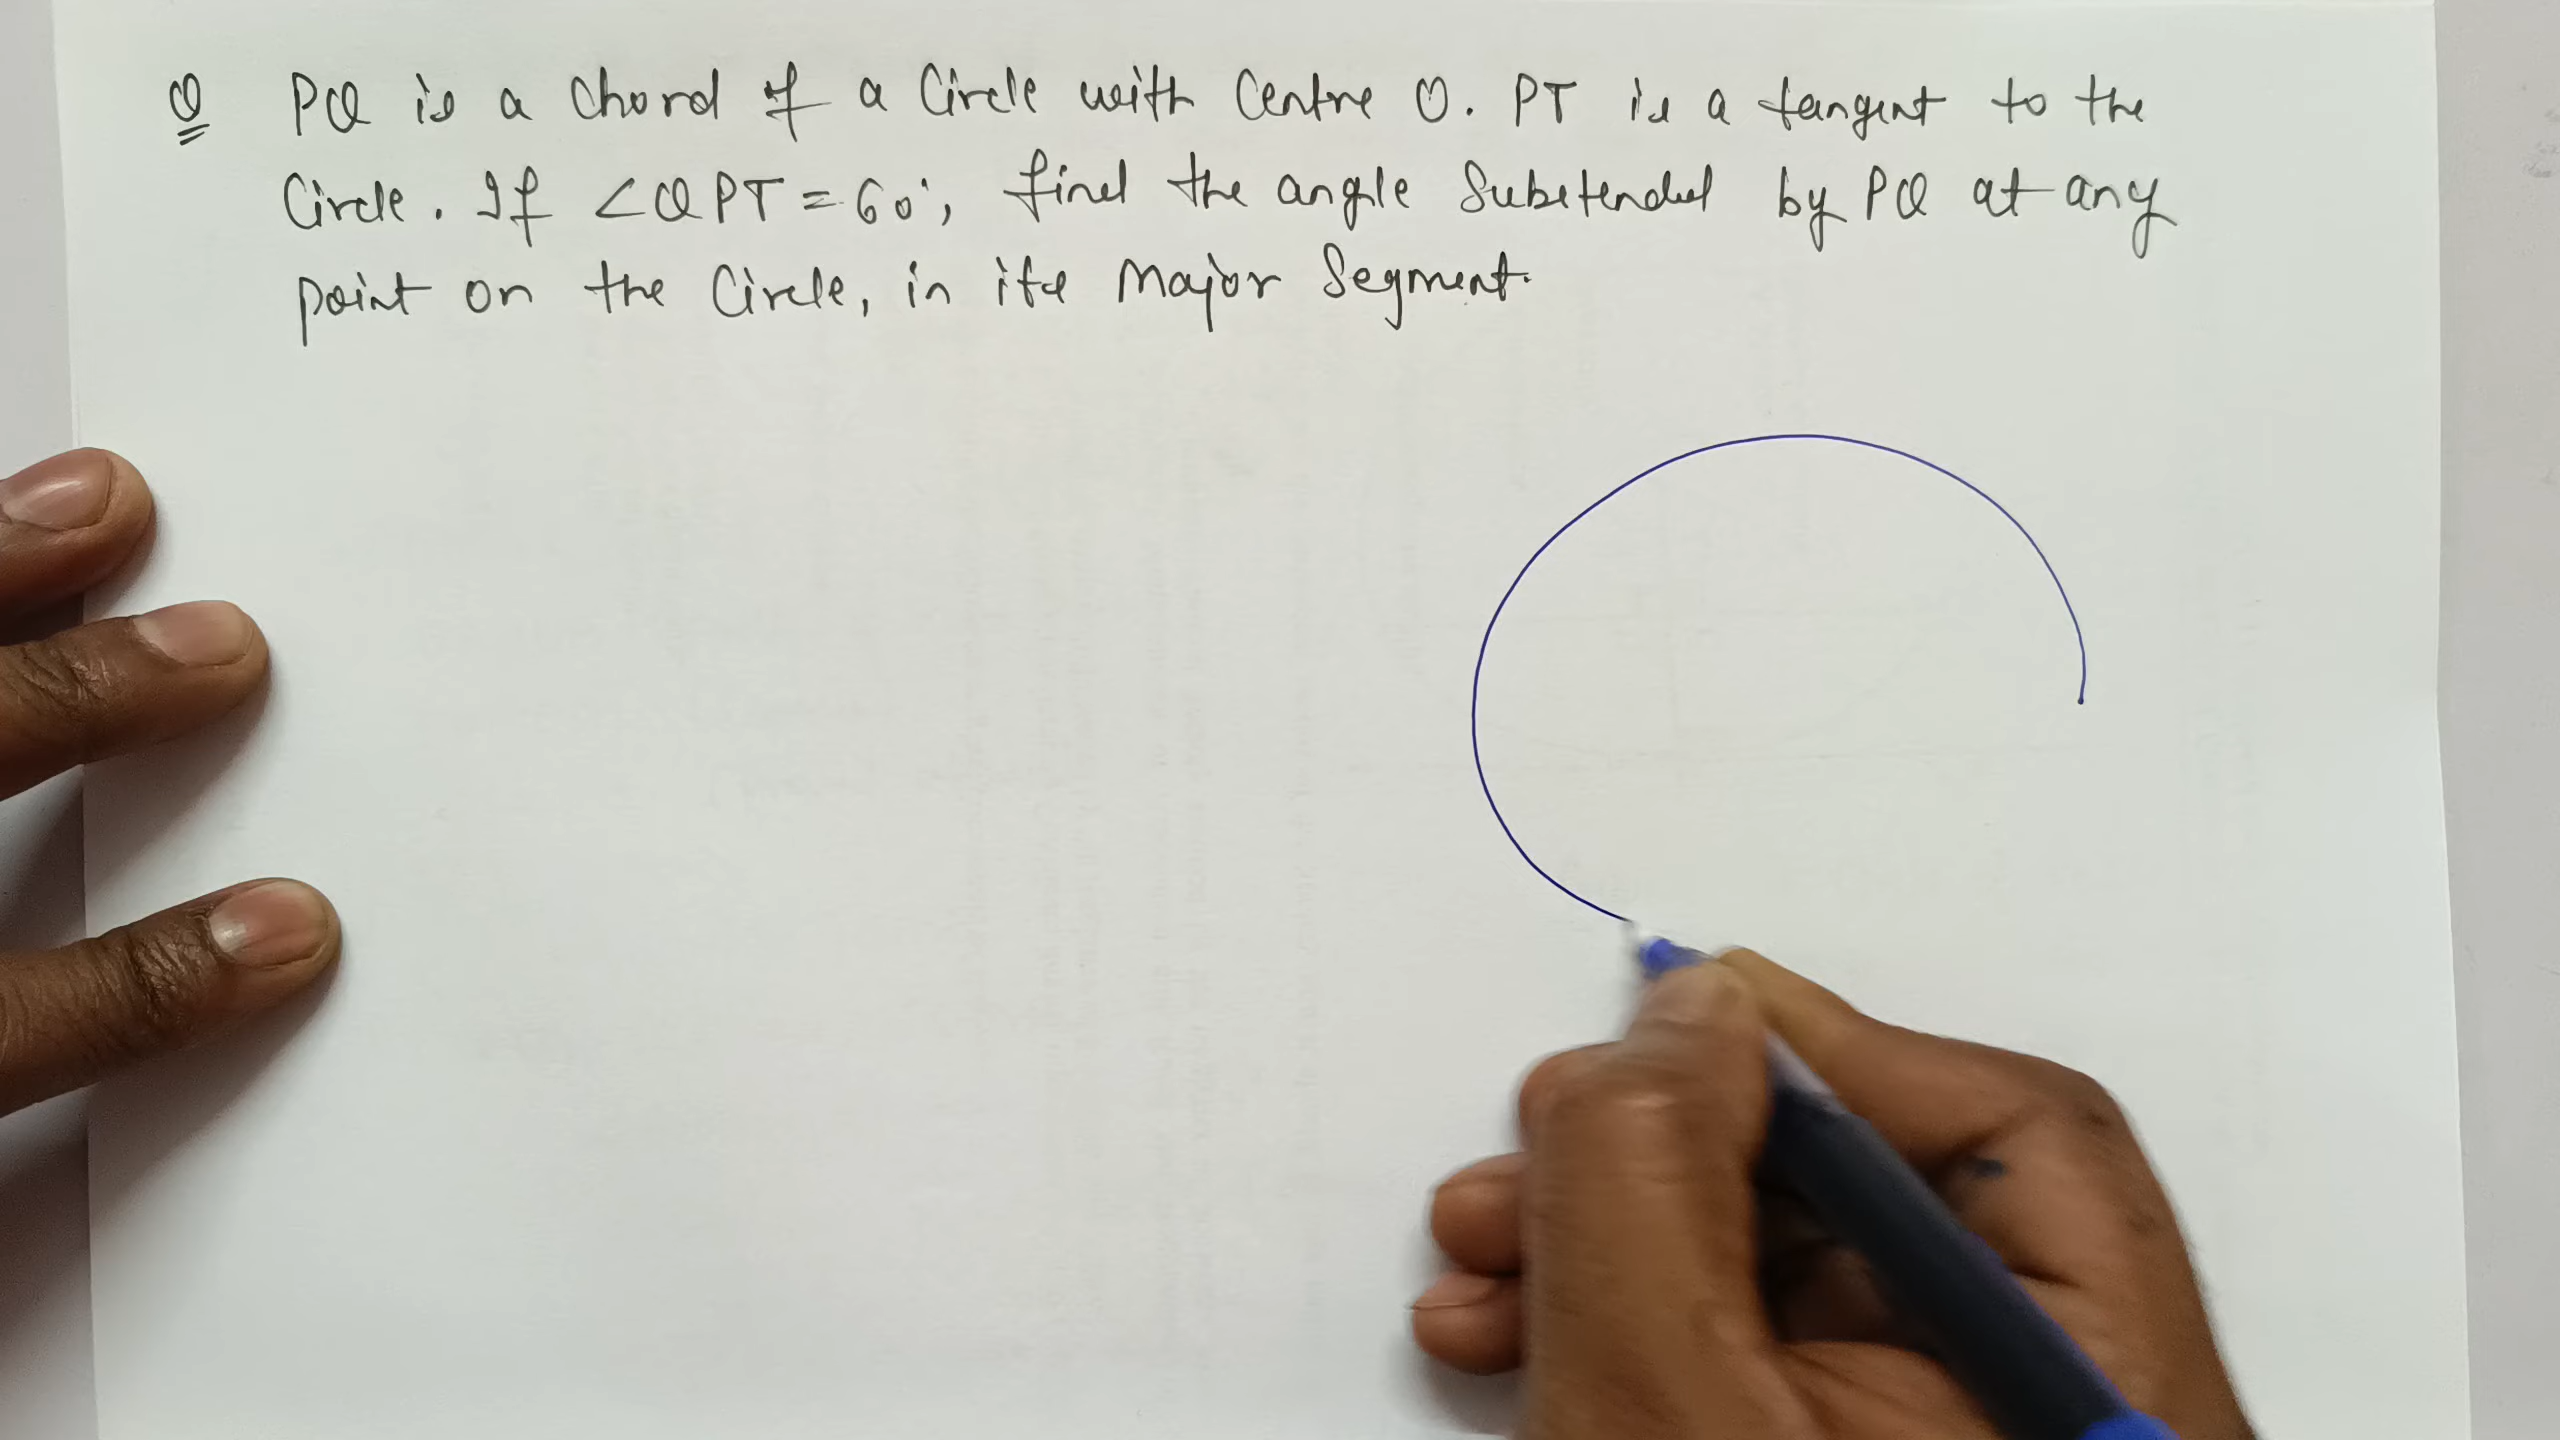 Q PQ is a Chord of a Circle with Centre O. PT is a tangent to the
Circle. If ∠QPT = 60°, find the angle Subetended by PQ at any
point on the Circle, in its Major Segment.